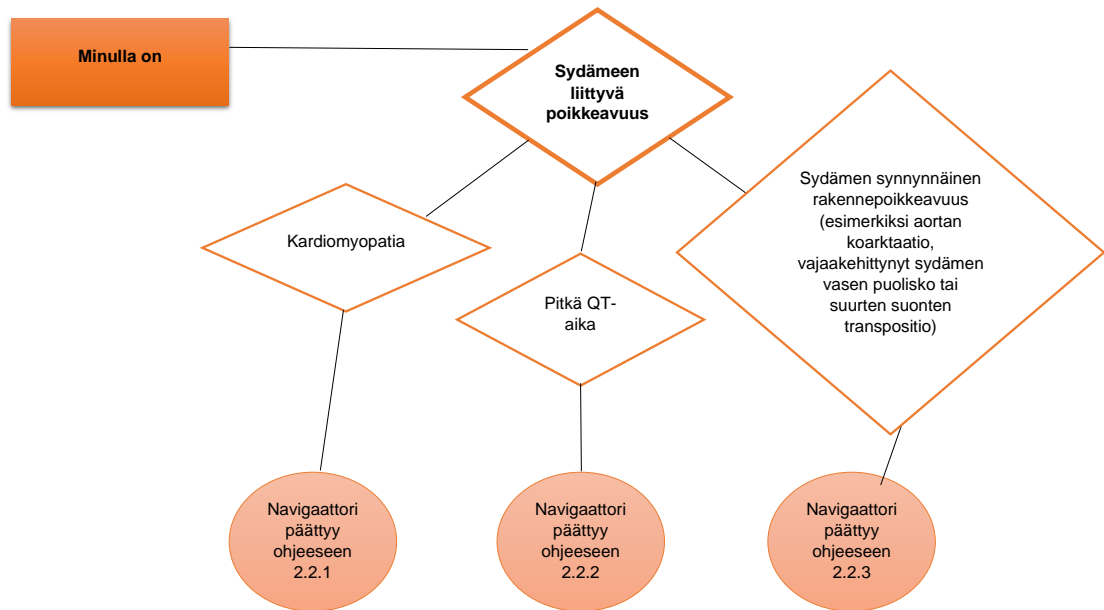 Minulla on
Sydämeen
liittyvä
poikkeavuus
Kardiomyopatia
Pitkä QT-
aika
Sydämen synnynnäinen
rakennepoikkeavuus
(esimerkiksi aortan
koarktaatio,
vajaakehittynyt sydämen
vasen puolisko tai
suurten suonten
transpositio)
Navigaattori
päättyy
ohjeeseen
2.2.1
Navigaattori
päättyy
ohjeeseen
2.2.2
Navigaattori
päättyy
ohjeeseen
2.2.3